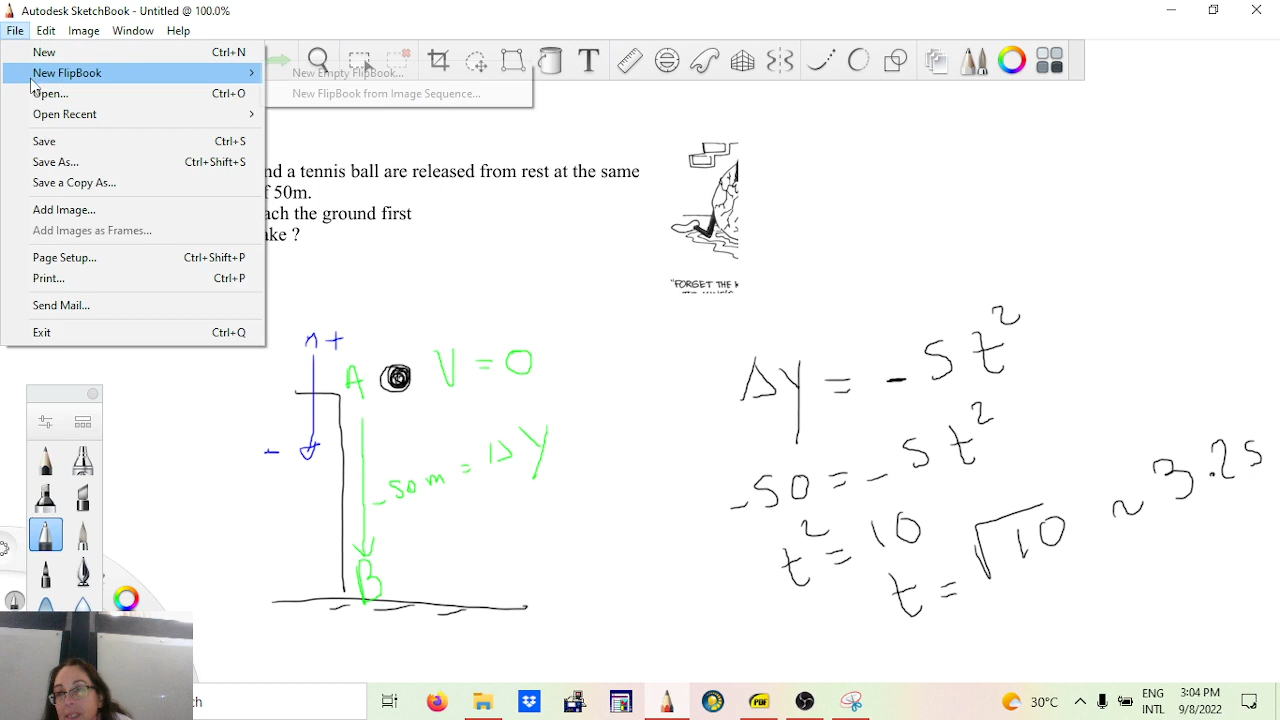 Autodesk SketchBook - Untitled @ 100.0%
File Edit Image Window Help
New Ctrl+N
New FlipBook
New Empty FlipBook...
Open... Ctrl+O
New FlipBook from Image Sequence...
Open Recent
Save Ctrl+S
Save As... Ctrl+Shift+S
Save a Copy As...
Add Image...
Add Images as Frames...
Page Setup... Ctrl+Shift+P
Print... Ctrl+P
Send Mail...
Exit Ctrl+Q
nd a tennis ball are released from rest at the same
f 50m.
ach the ground first
ake ?
"FORGET THE K
+
A V = 0
-
-50m = ΔY
B
ΔY = -5t²
-50 = -5t²
t² = 10
t = √10 ~ 3.2s
rch
30°C
ENG
INTL
3:04 PM
9/8/2022
PDF